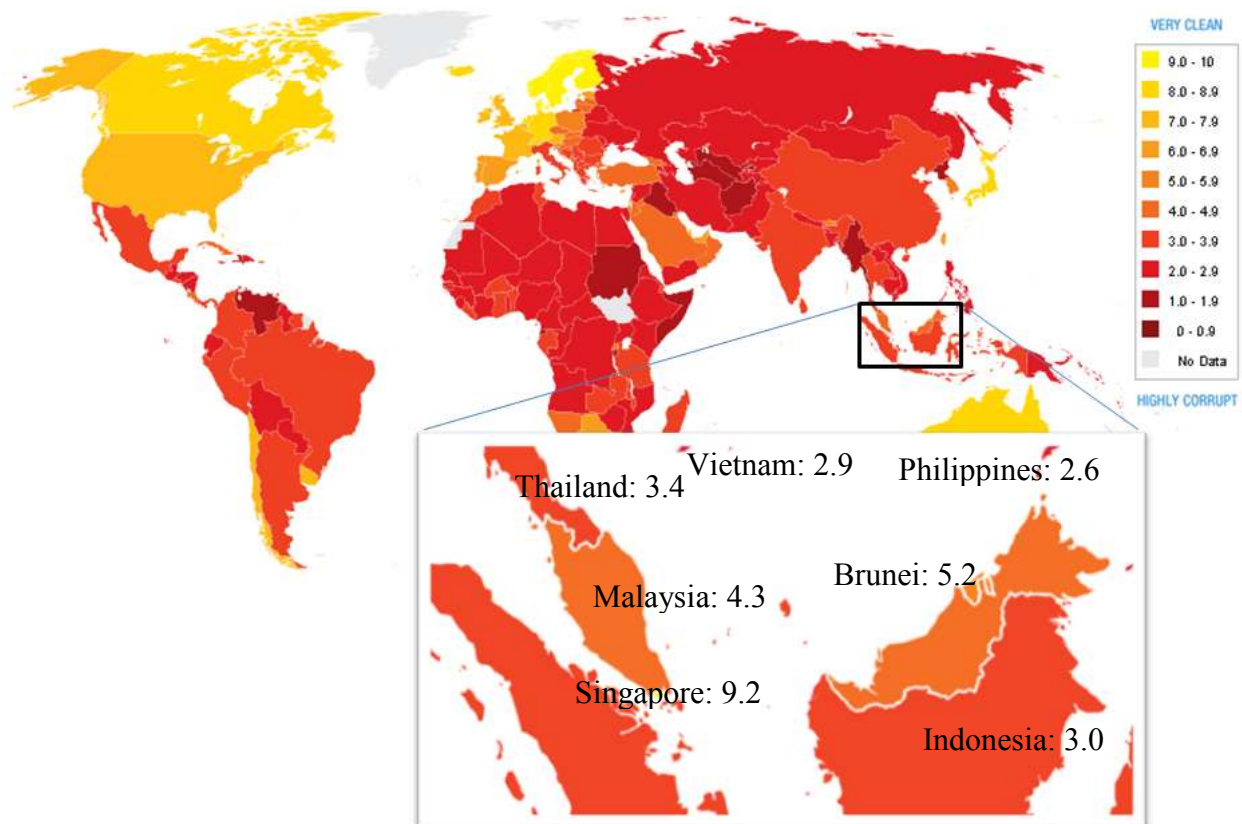 VERY CLEAN
9.0 - 10
8.0 - 8.9
7.0 - 7.9
6.0 - 6.9
5.0 - 5.9
4.0 - 4.9
3.0 - 3.9
2.0 - 2.9
1.0 - 1.9
0 - 0.9
No Data
HIGHLY CORRUPT
Vietnam: 2.9
Philippines: 2.6
Thailand: 3.4
Brunei: 5.2
Malaysia: 4.3
Singapore: 9.2
Indonesia: 3.0